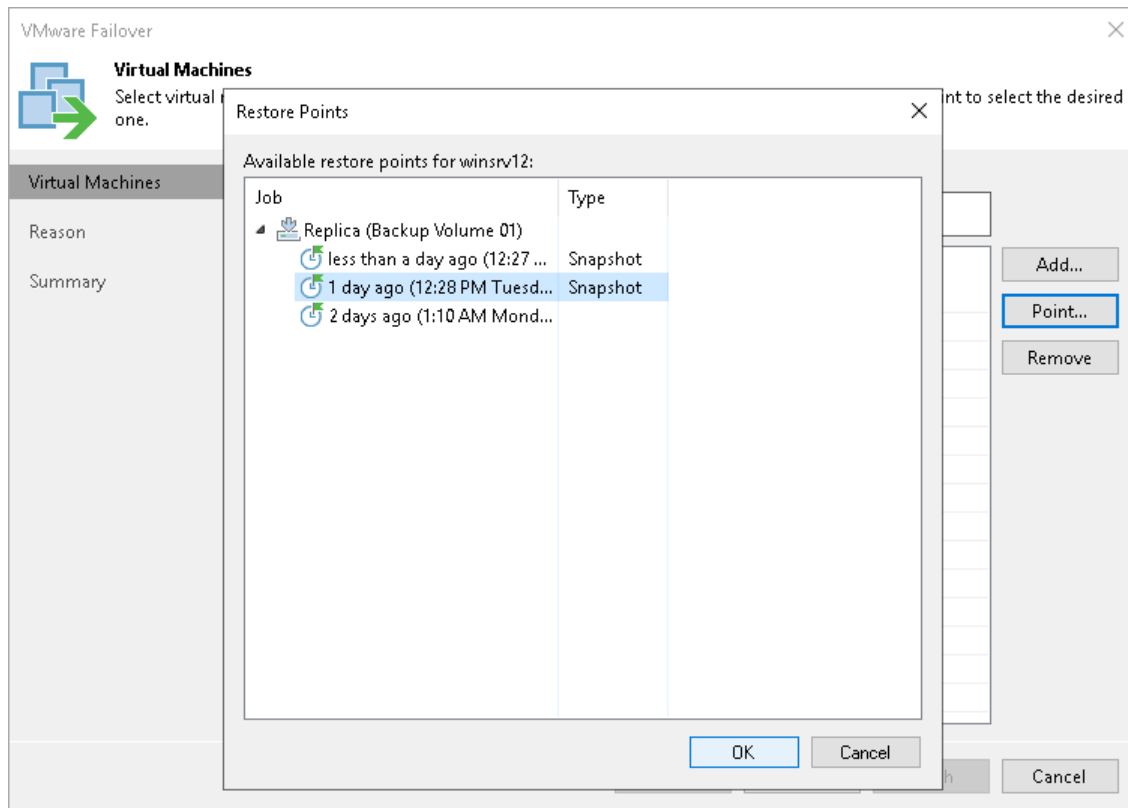 VMware Failover
Virtual Machines
Select virtual
int to select the desired
one.
Restore Points
Available restore points for winsrv12:
Virtual Machines
Reason
Summary
Job Type
Replica (Backup Volume 01)
less than a day ago (12:27 ... Snapshot
1 day ago (12:28 PM Tuesd... Snapshot
2 days ago (1:10 AM Mond...
Add...
Point...
Remove
OK Cancel
h Cancel